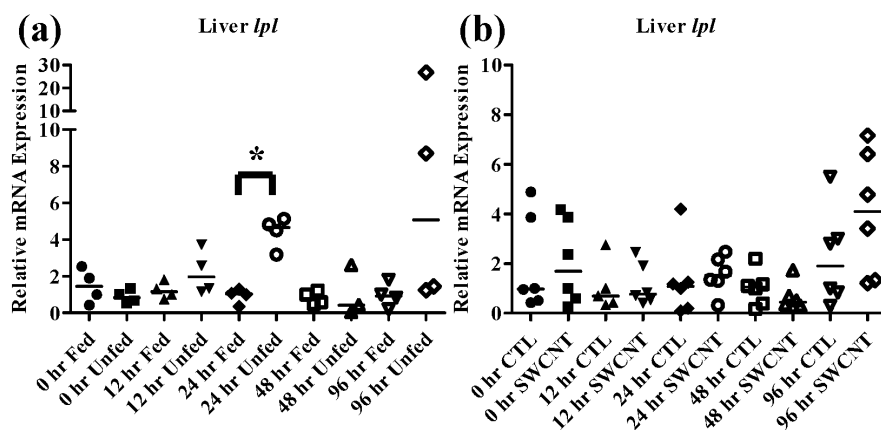 (a)
Liver lpl
Relative mRNA Expression
30
20
10
10
8
6
4
2
0
*
0 hr Fed
0 hr Unfed
12 hr Fed
12 hr Unfed
24 hr Fed
24 hr Unfed
48 hr Fed
48 hr Unfed
96 hr Fed
96 hr Unfed
(b)
Liver lpl
Relative mRNA Expression
10
8
6
4
2
0
0 hr CTL
0 hr SWCNT
12 hr CTL
12 hr SWCNT
24 hr CTL
24 hr SWCNT
48 hr CTL
48 hr SWCNT
96 hr CTL
96 hr SWCNT